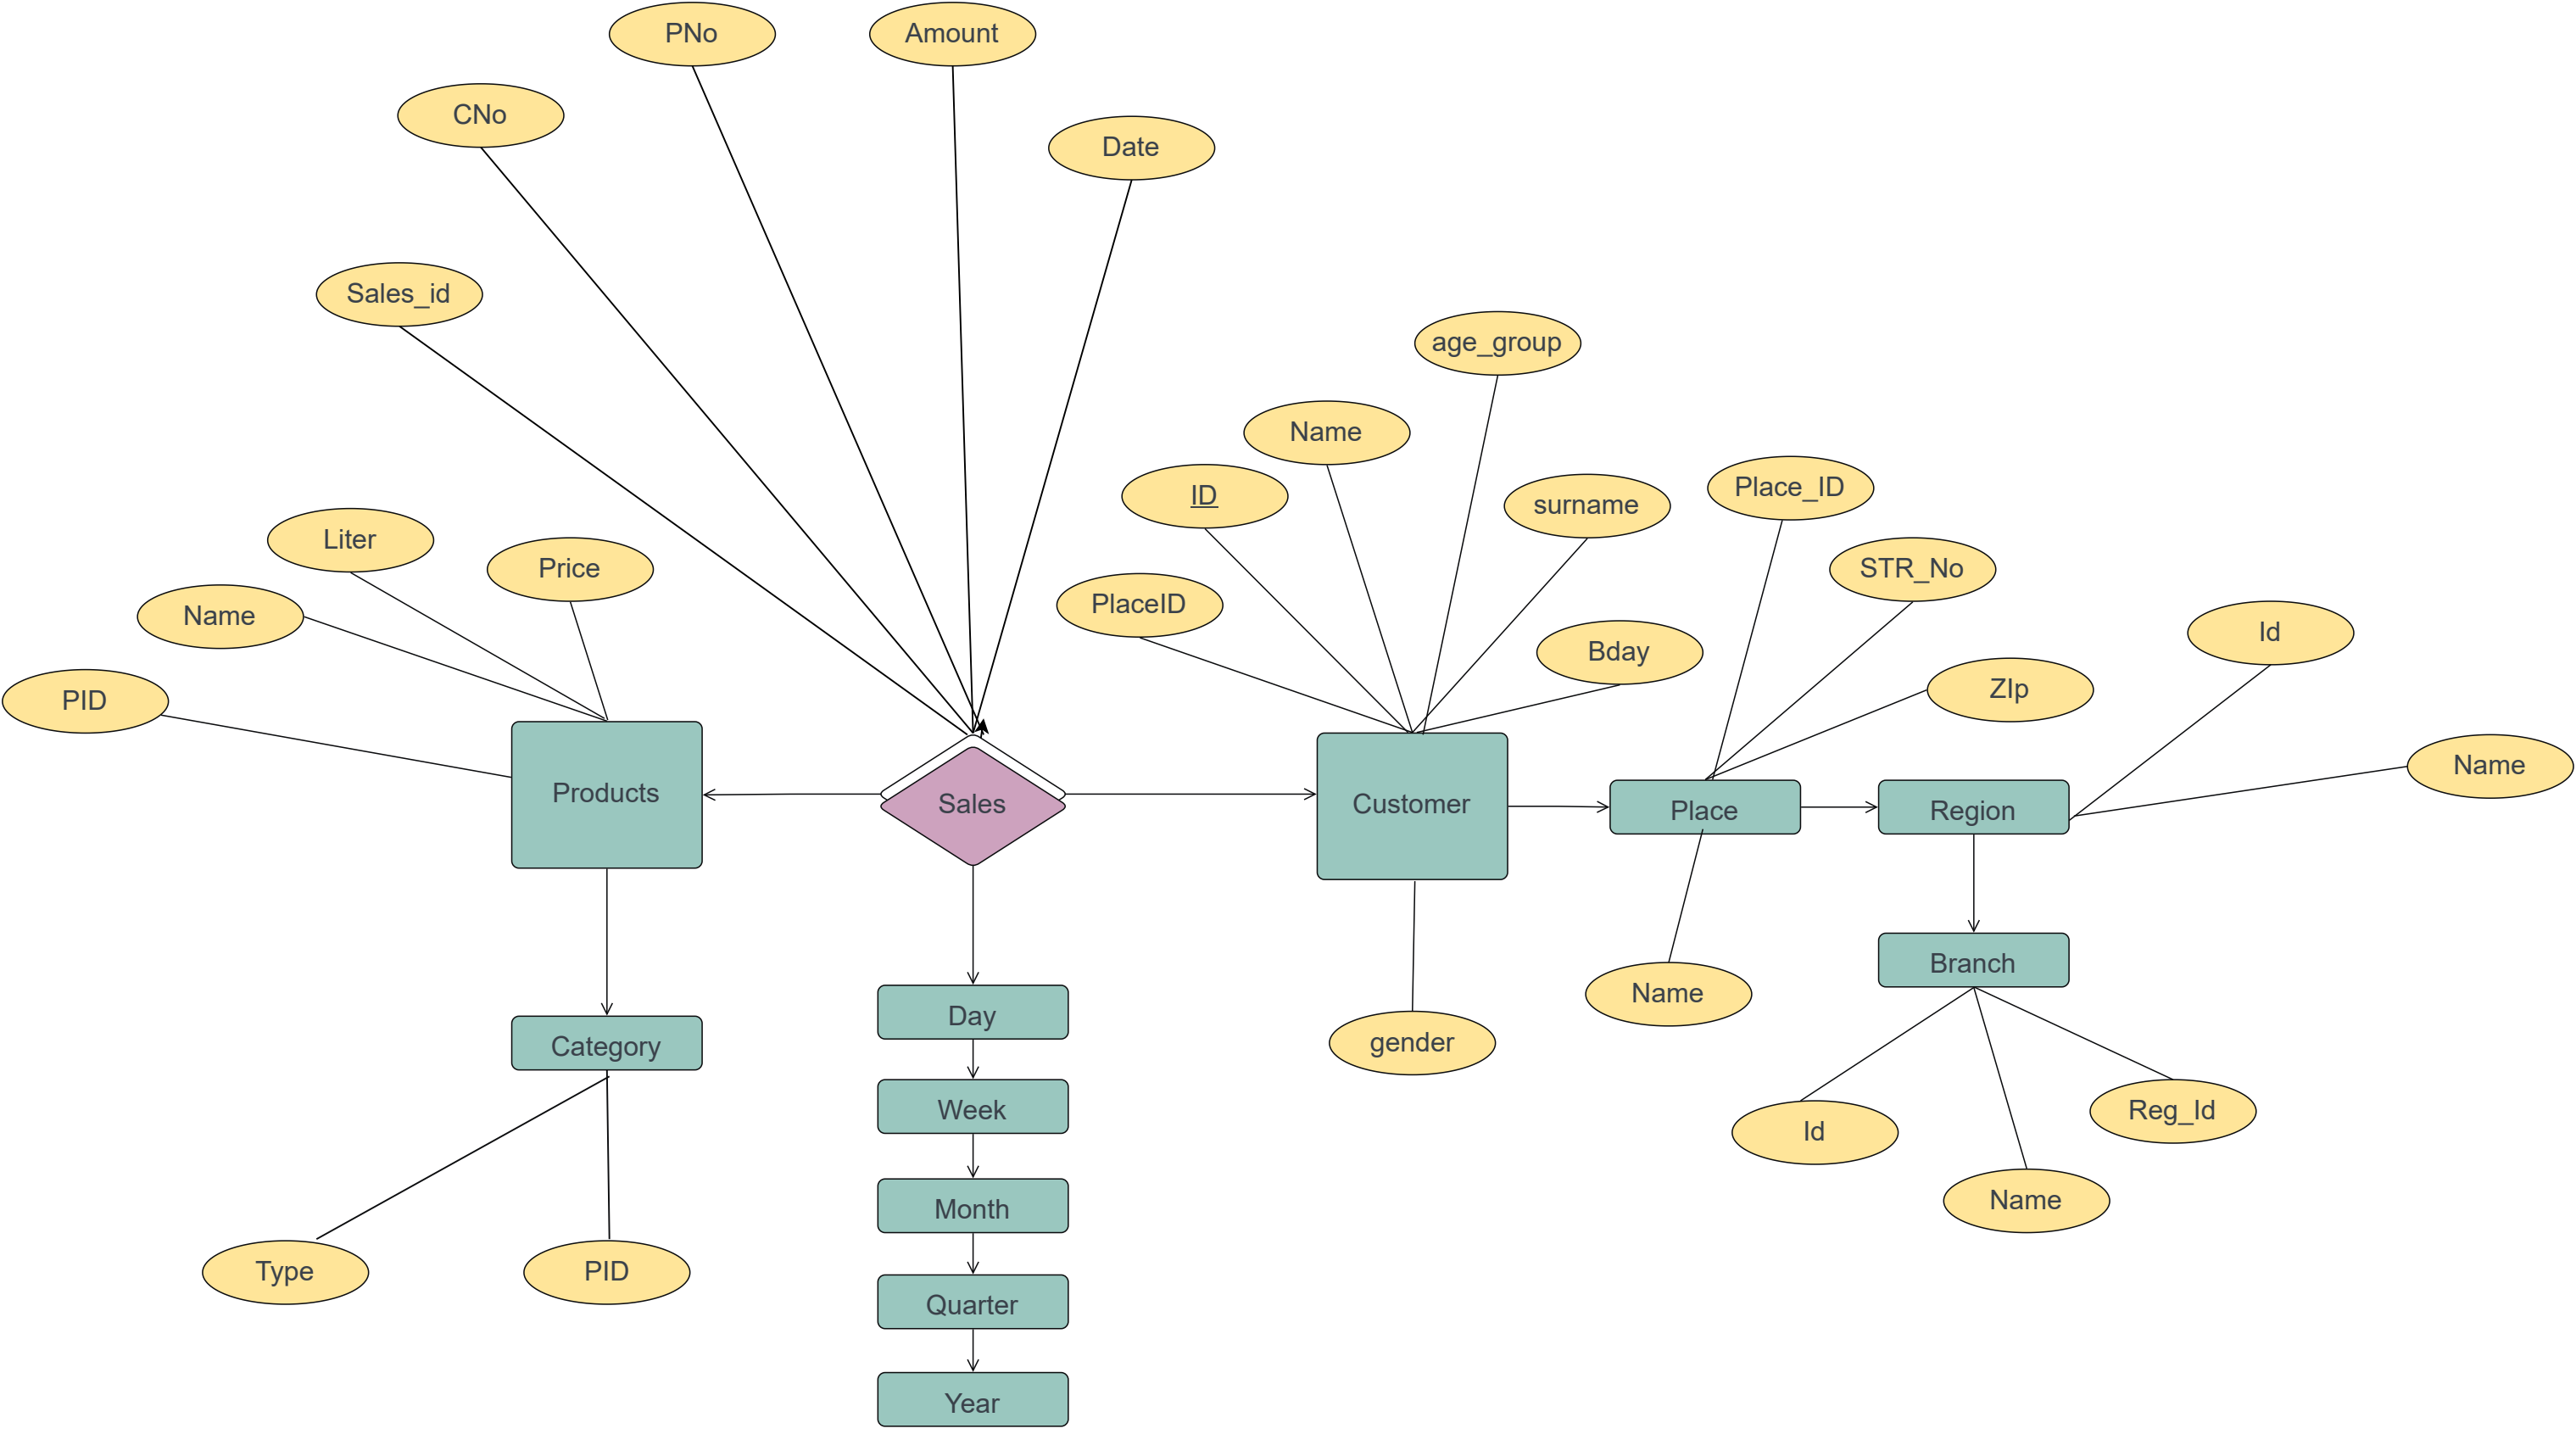 PNo
Amount
CNo
Date
Sales_id
age_group
Name
ID
surname
Place_ID
Liter
Price
STR_No
Name
PlaceID
Bday
Id
PID
ZIp
Name
Products
Sales
Customer
Place
Region
Branch
Name
Day
gender
Category
Week
Id
Reg_Id
Month
Name
Type
PID
Quarter
Year